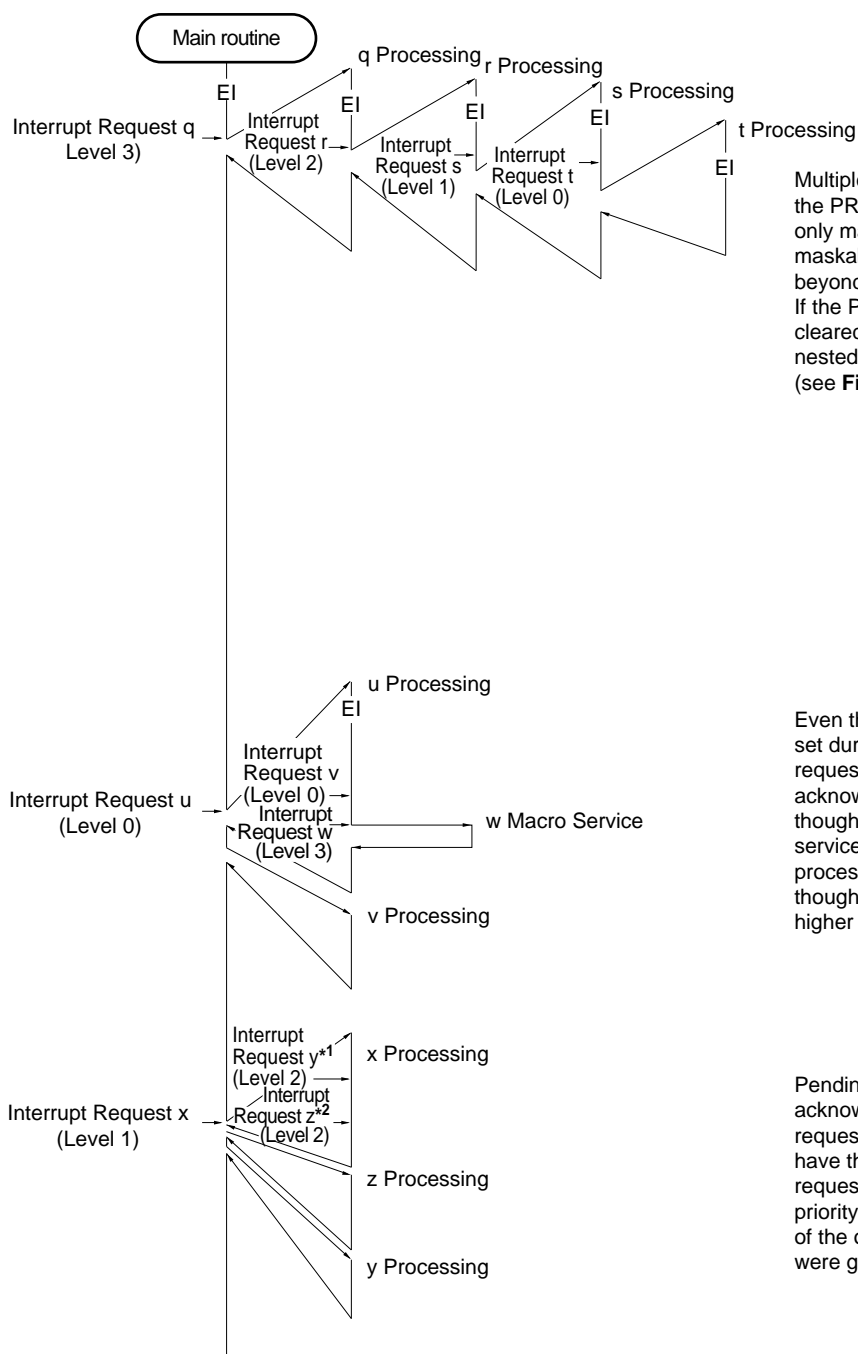 Main routine
EI
q Processing
r Processing
s Processing
t Processing
EI
EI
EI
EI
Interrupt Request q
Level 3)
Interrupt
Request r
(Level 2)
Interrupt
Request s
(Level 1)
Interrupt
Request t
(Level 0)
Multiple
the PR
only ma
maska
beyond
If the P
cleared
nested
(see Fi
u Processing
EI
Interrupt
Request v
(Level 0)
Interrupt Request u
(Level 0)
Interrupt
Request w
(Level 3)
w Macro Service
v Processing
Even th
set dur
reques
acknow
though
service
proces
though
higher
Interrupt
Request y*1
(Level 2)
x Processing
Interrupt Request x
(Level 1)
Interrupt
Request z*2
(Level 2)
z Processing
y Processing
Pendin
acknow
reques
have th
reques
priority
of the o
were g